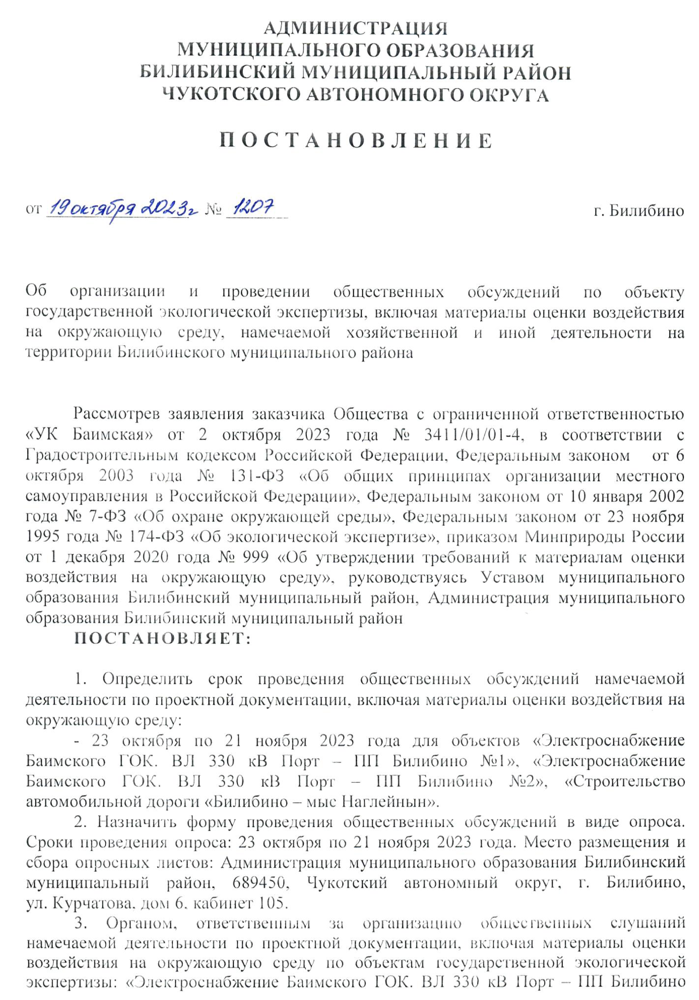 АДМИНИСТРАЦИЯ
МУНИЦИПАЛЬНОГО ОБРАЗОВАНИЯ
БИЛИБИНСКИЙ МУНИЦИПАЛЬНЫЙ РАЙОН
ЧУКОТСКОГО АВТОНОМНОГО ОКРУГА
П О С Т А Н О В Л Е Н И Е
от 19 октября 2023г № 1207 г. Билибино
Об организации и проведении общественных обсуждений по объекту
государственной экологической экспертизы, включая материалы оценки воздействия
на окружающую среду, намечаемой хозяйственной и иной деятельности на
территории Билибинского муниципального района
Рассмотрев заявления заказчика Общества с ограниченной ответственностью
«УК Баимская» от 2 октября 2023 года № 3411/01/01-4, в соответствии с
Градостроительным кодексом Российской Федерации, Федеральным законом от 6
октября 2003 года № 131-ФЗ «Об общих принципах организации местного
самоуправления в Российской Федерации», Федеральным законом от 10 января 2002
года № 7-ФЗ «Об охране окружающей среды», Федеральным законом от 23 ноября
1995 года № 174-ФЗ «Об экологической экспертизе», приказом Минприроды России
от 1 декабря 2020 года № 999 «Об утверждении требований к материалам оценки
воздействия на окружающую среду», руководствуясь Уставом муниципального
образования Билибинский муниципальный район, Администрация муниципального
образования Билибинский муниципальный район
ПОСТАНОВЛЯЕТ:
1. Определить срок проведения общественных обсуждений намечаемой
деятельности по проектной документации, включая материалы оценки воздействия на
окружающую среду:
- 23 октября по 21 ноября 2023 года для объектов «Электроснабжение
Баимского ГОК. ВЛ 330 кВ Порт – ПП Билибино №1», «Электроснабжение
Баимского ГОК. ВЛ 330 кВ Порт – ПП Билибино №2», «Строительство
автомобильной дороги «Билибино – мыс Наглейнын».
2. Назначить форму проведения общественных обсуждений в виде опроса.
Сроки проведения опроса: 23 октября по 21 ноября 2023 года. Место размещения и
сбора опросных листов: Администрация муниципального образования Билибинский
муниципальный район, 689450, Чукотский автономный округ, г. Билибино,
ул. Курчатова, дом 6, кабинет 105.
3. Органом, ответственным за организацию общественных слушаний
намечаемой деятельности по проектной документации, включая материалы оценки
воздействия на окружающую среду по объектам государственной экологической
экспертизы: «Электроснабжение Баимского ГОК. ВЛ 330 кВ Порт – ПП Билибино